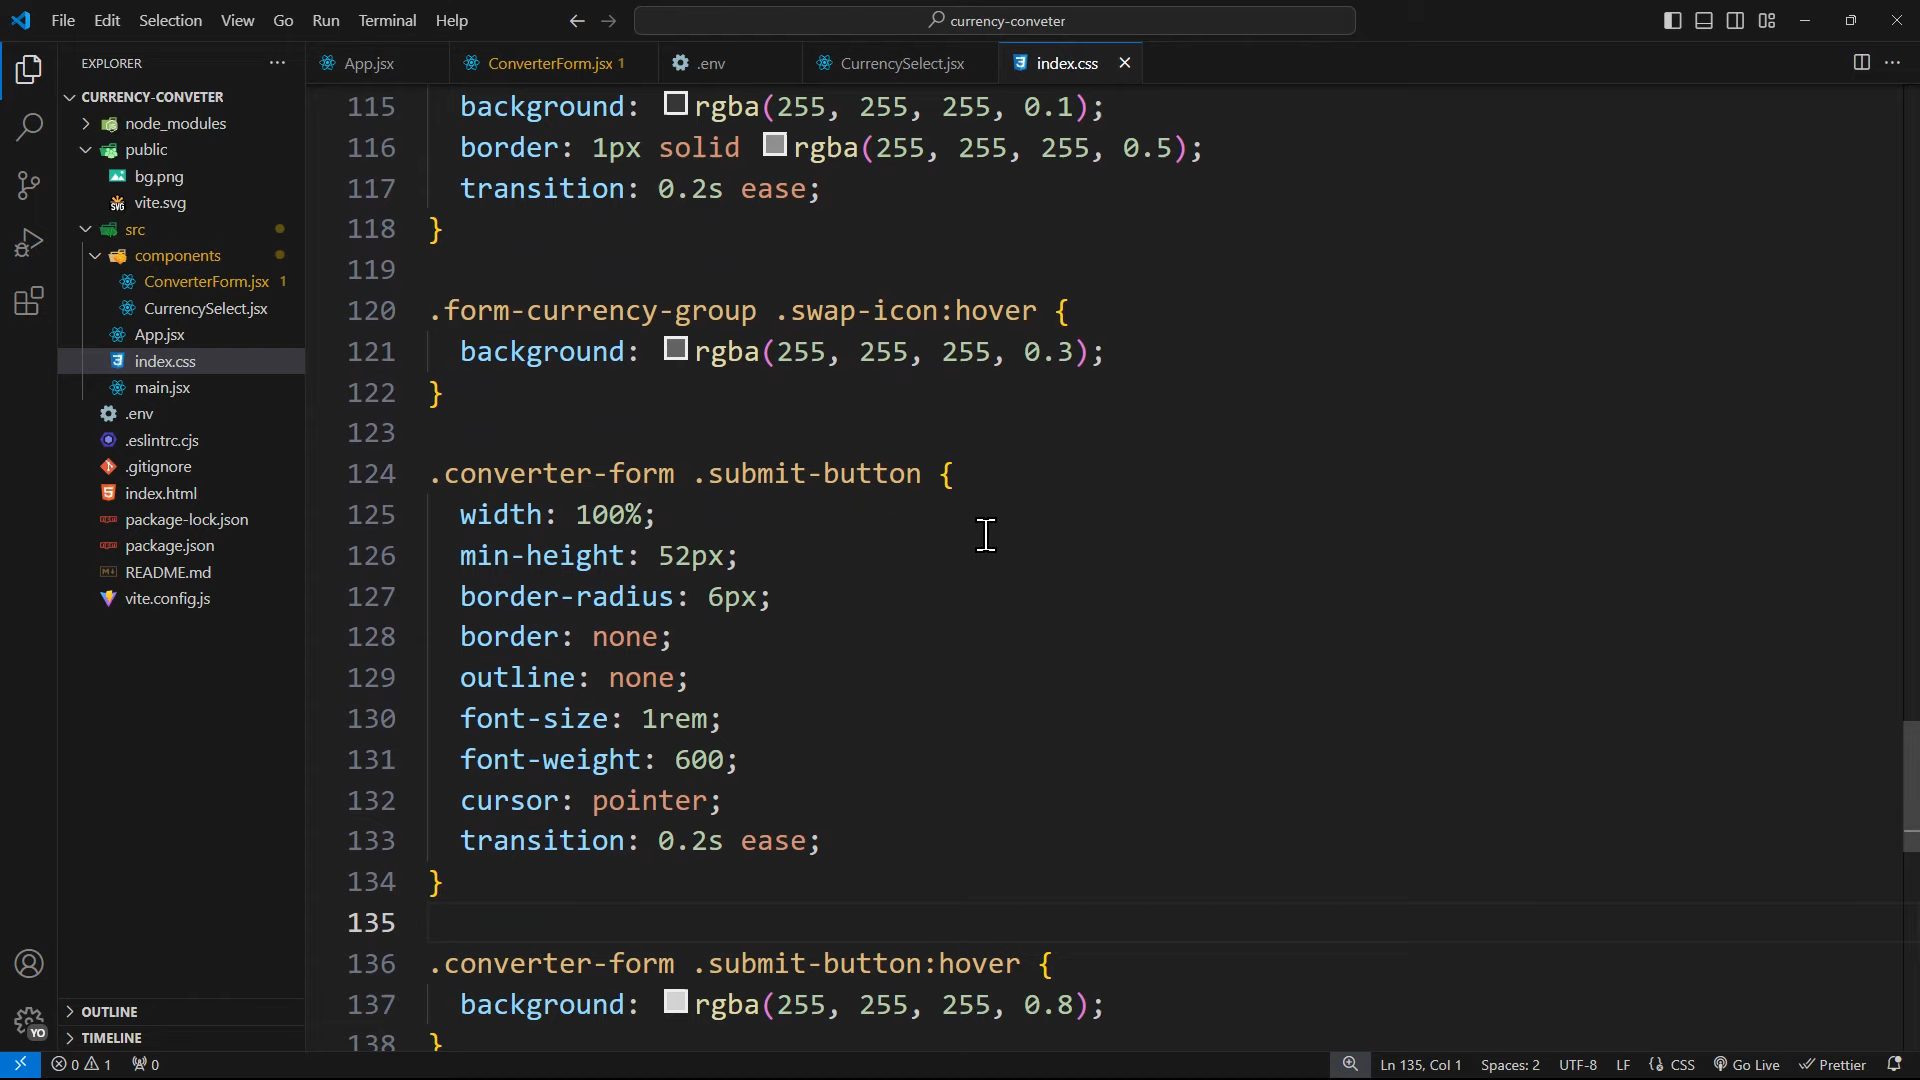 File Edit Selection View Go Run Terminal Help
currency-conveter
EXPLORER
App.jsx
ConverterForm.jsx 1
.env
CurrencySelect.jsx
index.css
CURRENCY-CONVETER
node_modules
public
bg.png
vite.svg
src
components
ConverterForm.jsx 1
CurrencySelect.jsx
App.jsx
index.css
main.jsx
.env
.eslintrc.cjs
.gitignore
index.html
package-lock.json
package.json
README.md
vite.config.js
OUTLINE
TIMELINE
115 background: rgba(255, 255, 255, 0.1);
116 border: 1px solid rgba(255, 255, 255, 0.5);
117 transition: 0.2s ease;
118 }
119
120 .form-currency-group .swap-icon:hover {
121 background: rgba(255, 255, 255, 0.3);
122 }
123
124 .converter-form .submit-button {
125 width: 100%;
126 min-height: 52px;
127 border-radius: 6px;
128 border: none;
129 outline: none;
130 font-size: 1rem;
131 font-weight: 600;
132 cursor: pointer;
133 transition: 0.2s ease;
134 }
135
136 .converter-form .submit-button:hover {
137 background: rgba(255, 255, 255, 0.8);
138 }
YO
0 1 0
Ln 135, Col 1 Spaces: 2 UTF-8 LF CSS Go Live Prettier